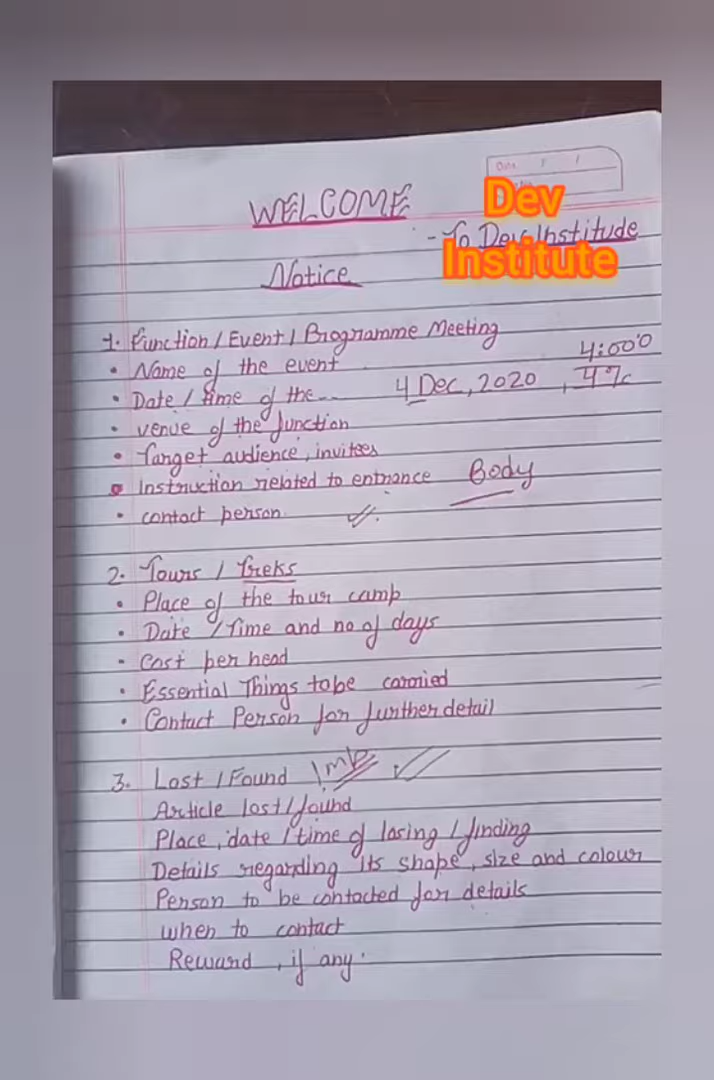 WELCOME
Date / /
Dev
- To Dev Institude
Institute
Notice
1. Function / Event / Programme Meeting
• Name of the event
4:00'0
• Date / time of the... 4 Dec, 2020 ,
• venue of the function
• Target audience, invitees
• Instruction related to entrance Body
• contact person
2. Tours / Treks
• Place of the tour camp
• Date / Time and no of days
• Cost per head
• Essential Things to be carried
• Contact Person for further detail
3. Lost / Found Imp
Article lost / found
Place, date / time of losing / finding
Details regarding its shape, size and colour
Person to be contacted for details
when to contact
Reward, if any.